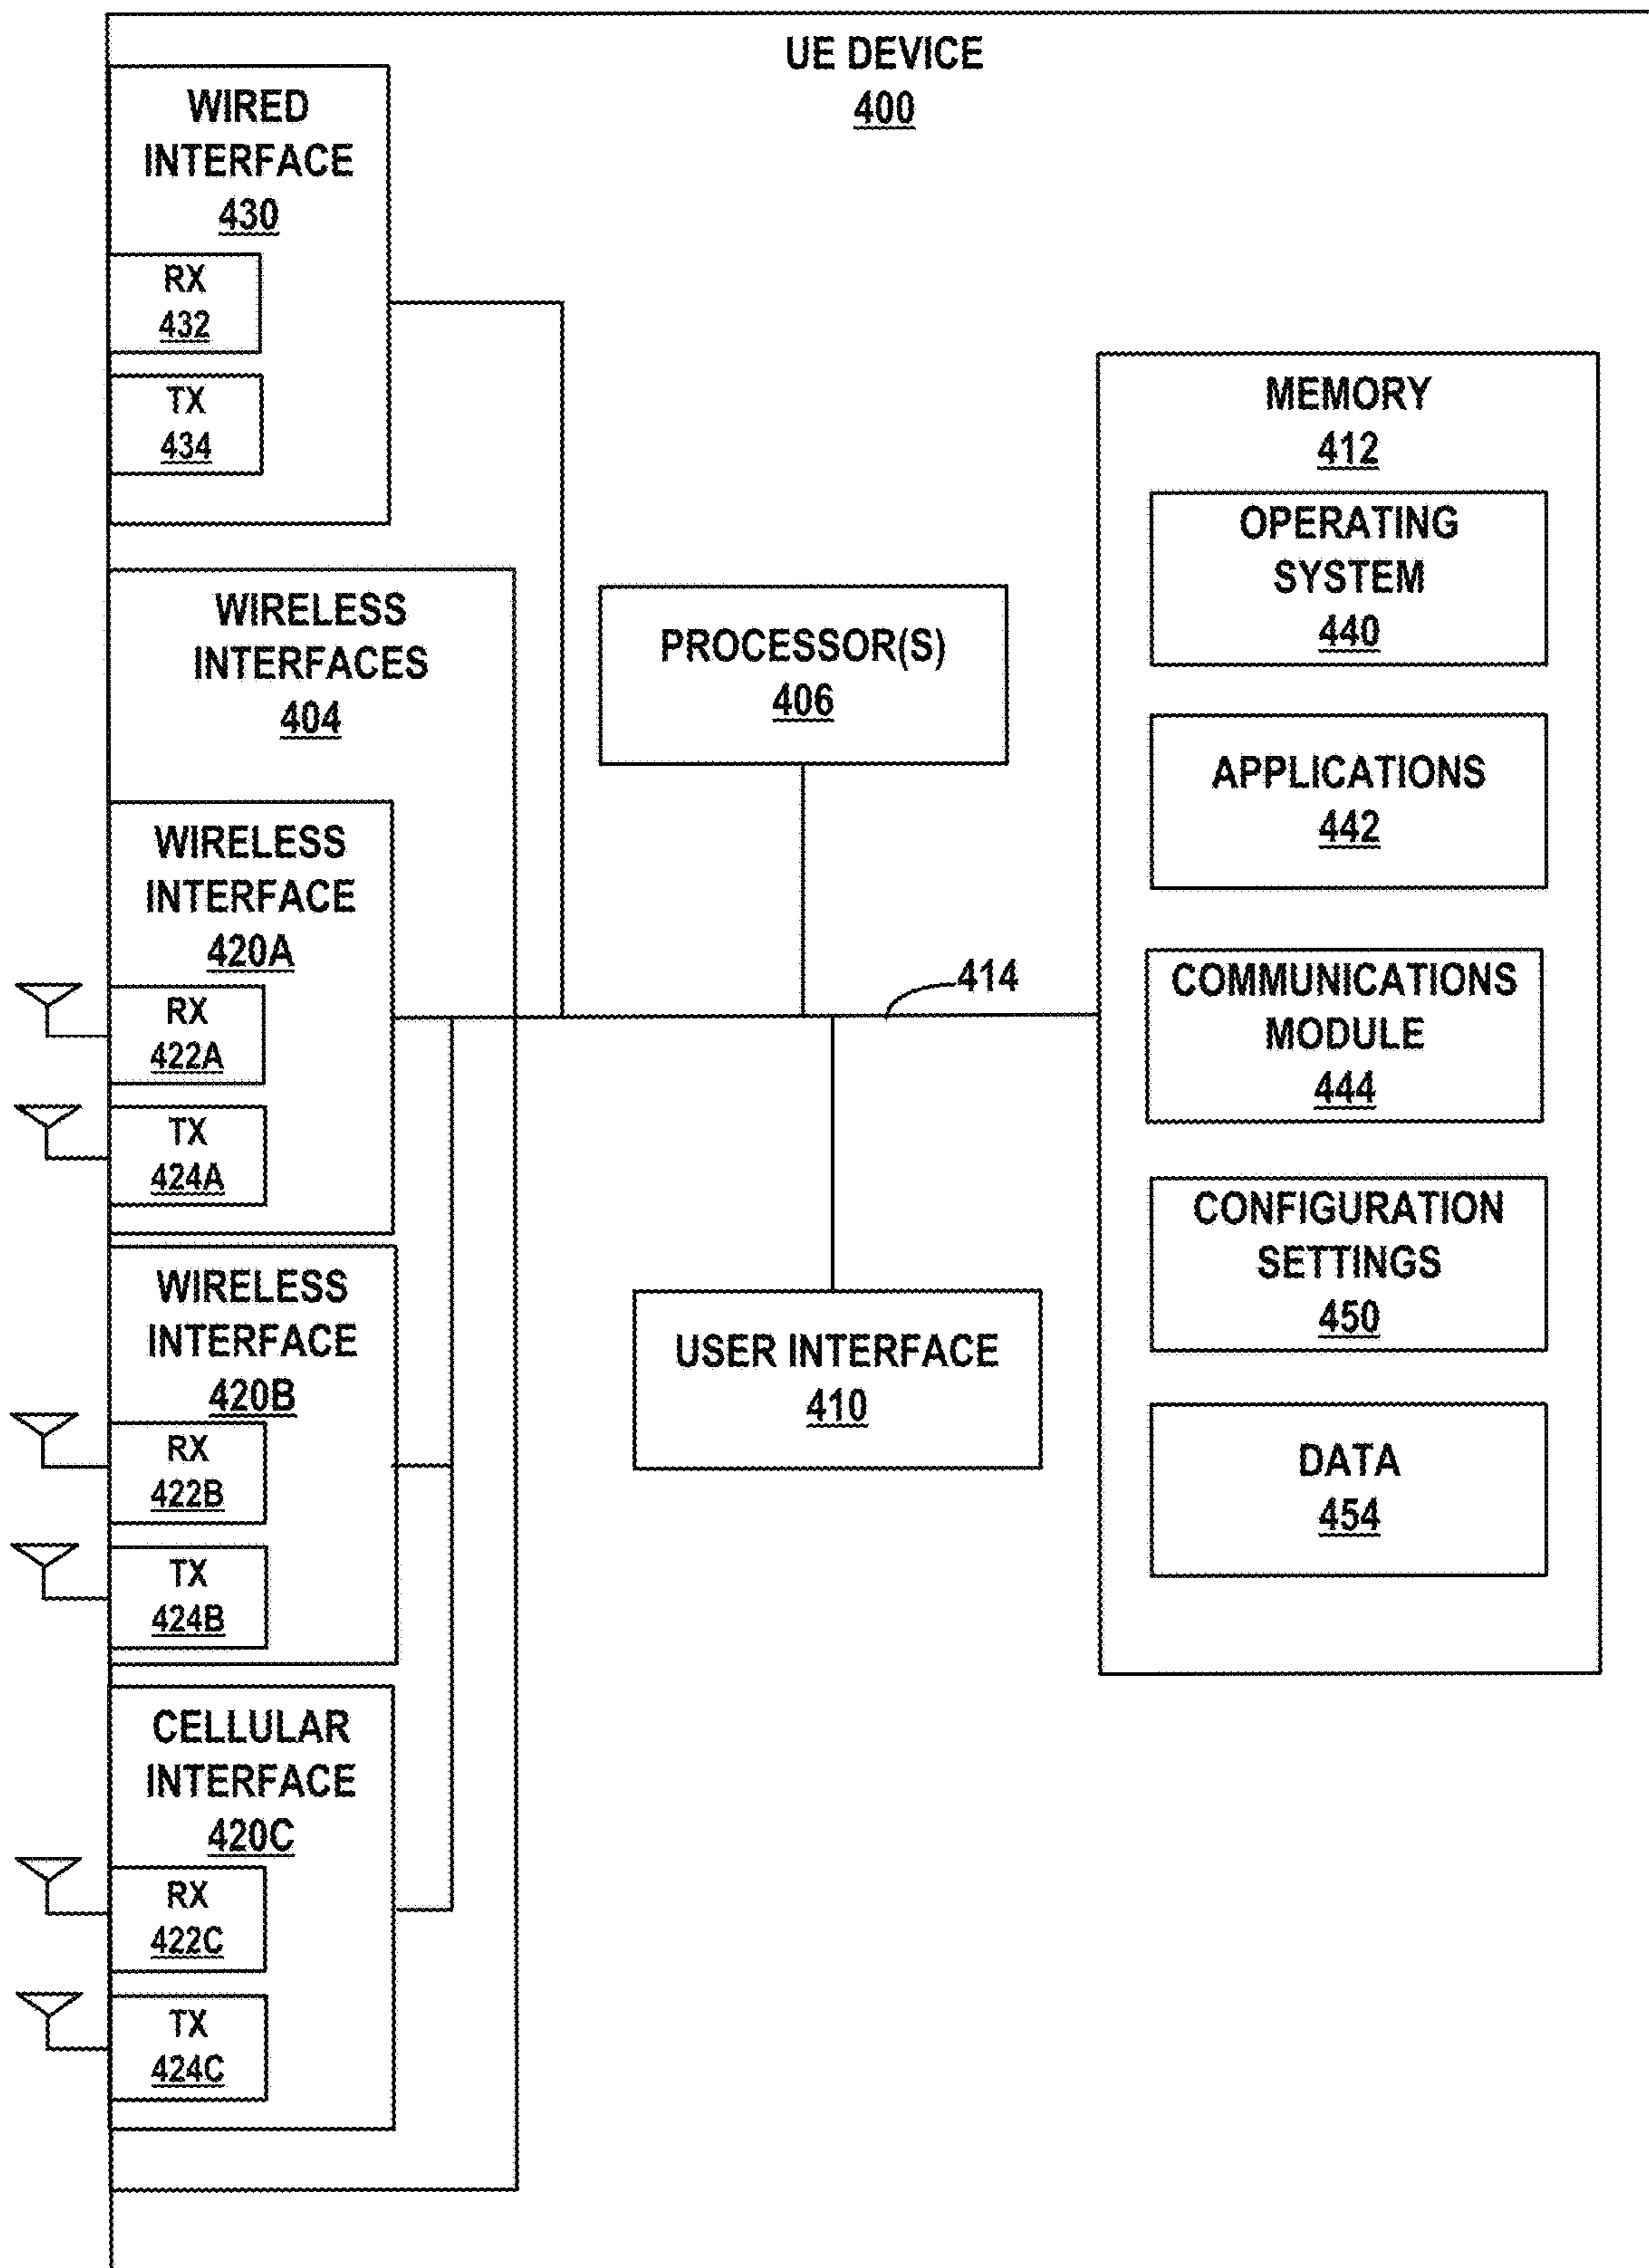 UE DEVICE
400
WIRED
INTERFACE
430
RX
432
TX
434
WIRELESS
INTERFACES
404
WIRELESS
INTERFACE
420A
RX
422A
TX
424A
WIRELESS
INTERFACE
420B
RX
422B
TX
424B
CELLULAR
INTERFACE
420C
RX
422C
TX
424C
PROCESSOR(S)
406
414
USER INTERFACE
410
MEMORY
412
OPERATING
SYSTEM
440
APPLICATIONS
442
COMMUNICATIONS
MODULE
444
CONFIGURATION
SETTINGS
450
DATA
454